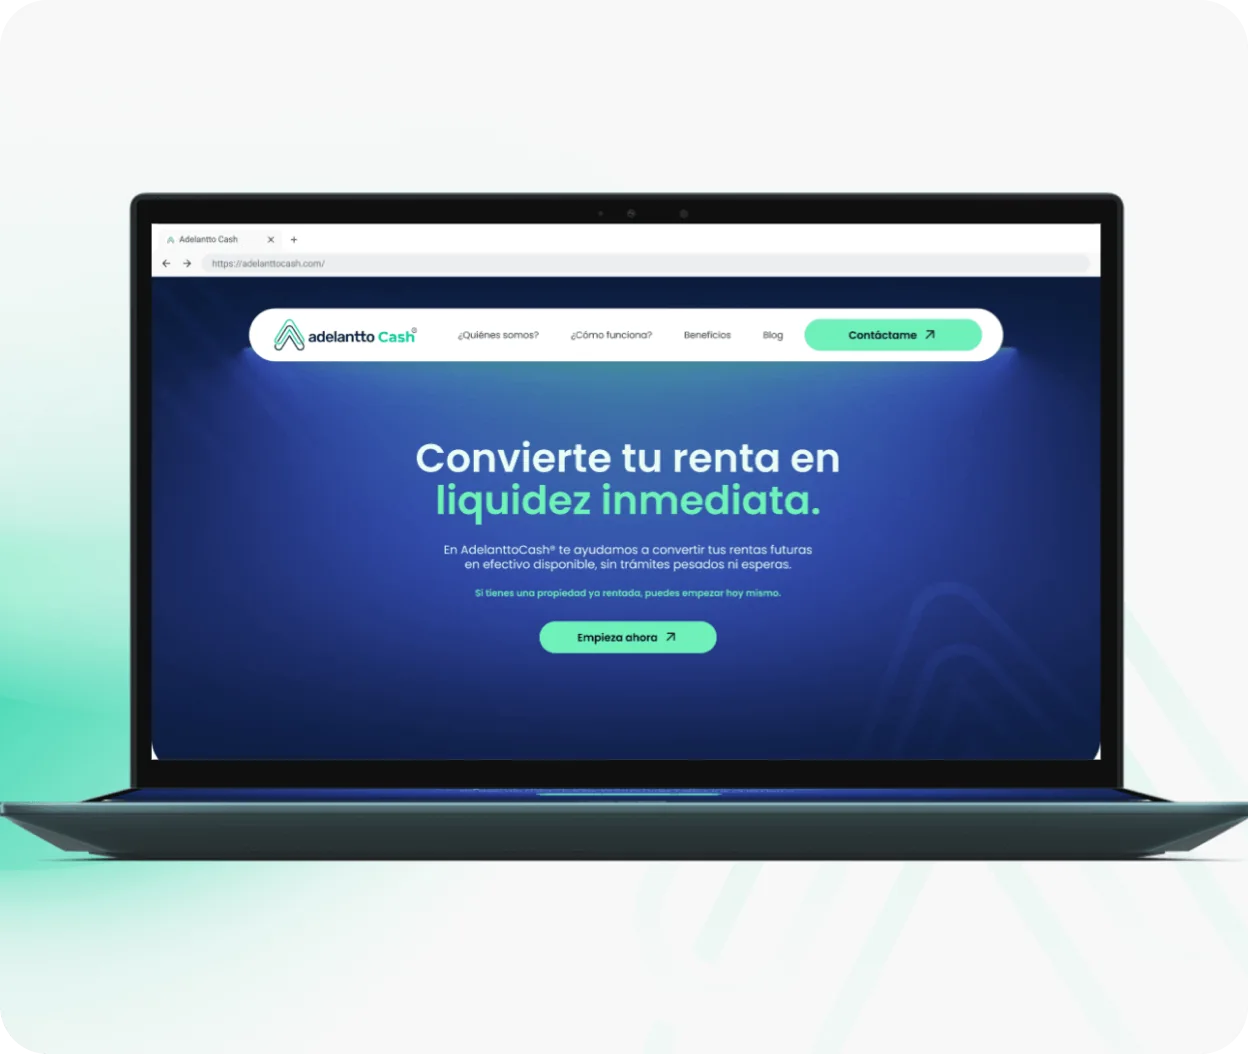 Adelantto Cash
https://adelanttocash.com/
adelantto Cash®
¿Quiénes somos?
¿Cómo funciona?
Beneficios
Blog
Contáctame
Convierte tu renta en
liquidez inmediata.
En AdelanttoCash® te ayudamos a convertir tus rentas futuras
en efectivo disponible, sin trámites pesados ni esperas.
Si tienes una propiedad ya rentada, puedes empezar hoy mismo.
Empieza ahora